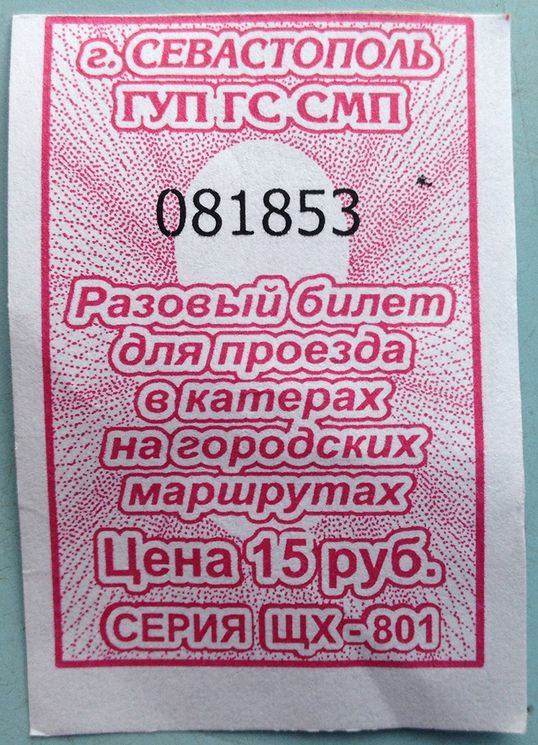 г. СЕВАСТОПОЛЬ
ГУП ГС СМП
081853
Разовый билет
для проезда
в катерах
на городских
маршрутах
Цена 15 руб.
СЕРИЯ ЩХ-801